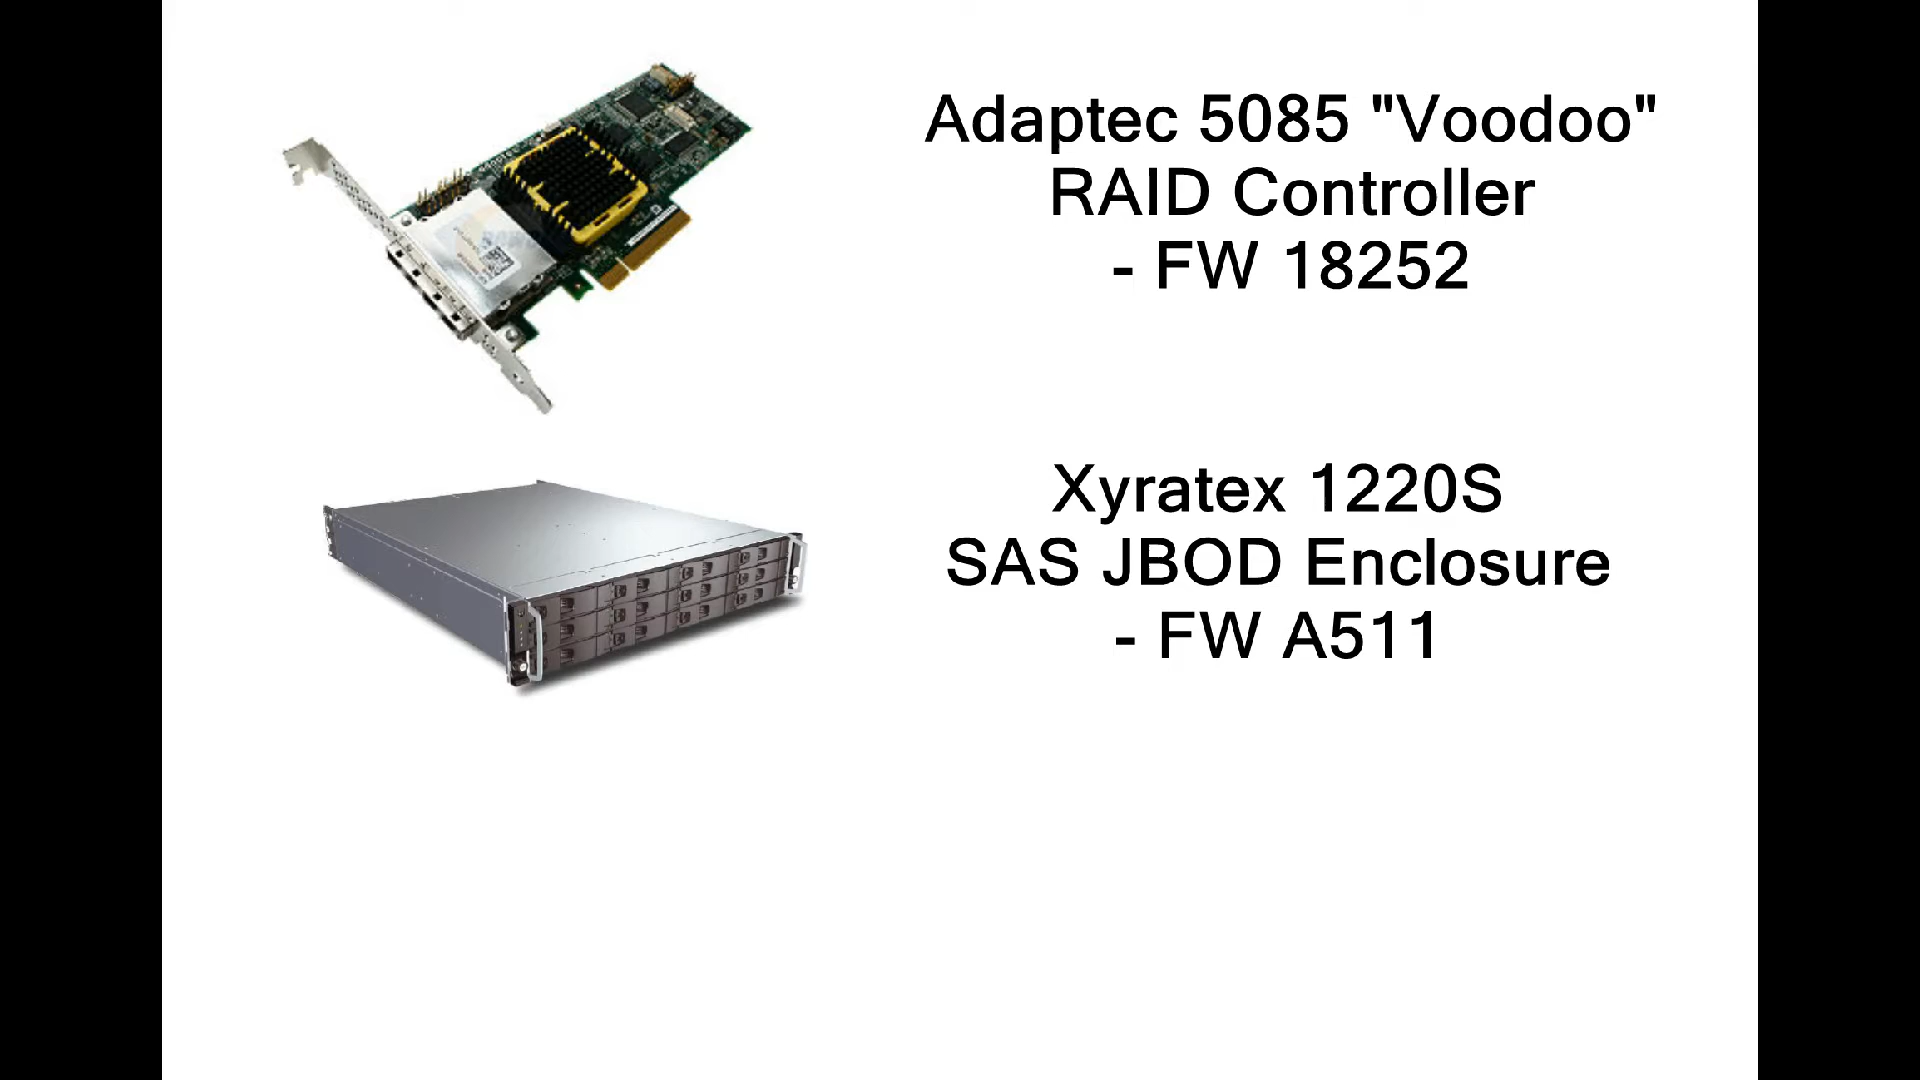 Adaptec 5085 "Voodoo"
RAID Controller
- FW 18252
Xyratex 1220S
SAS JBOD Enclosure
- FW A511